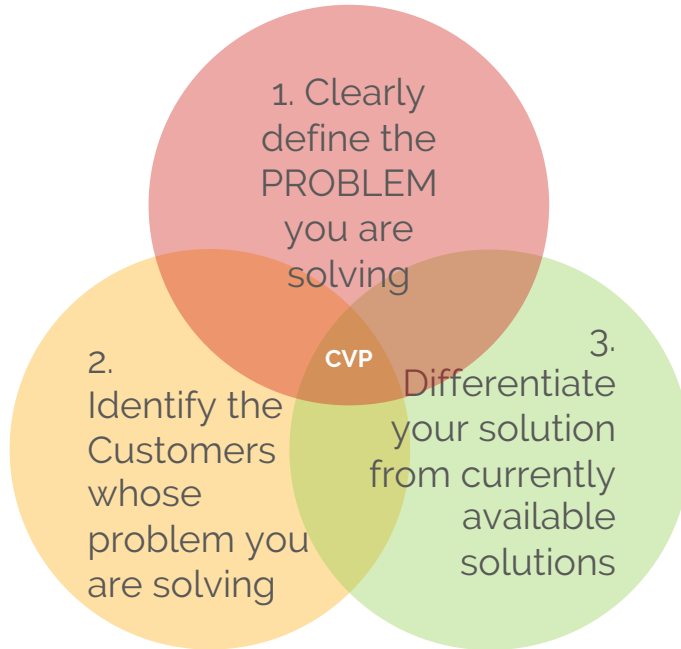 1. Clearly
define the
PROBLEM
you are
solving
CVP
2.
Identify the
Customers
whose
problem you
are solving
3.
Differentiate
your solution
from currently
available
solutions